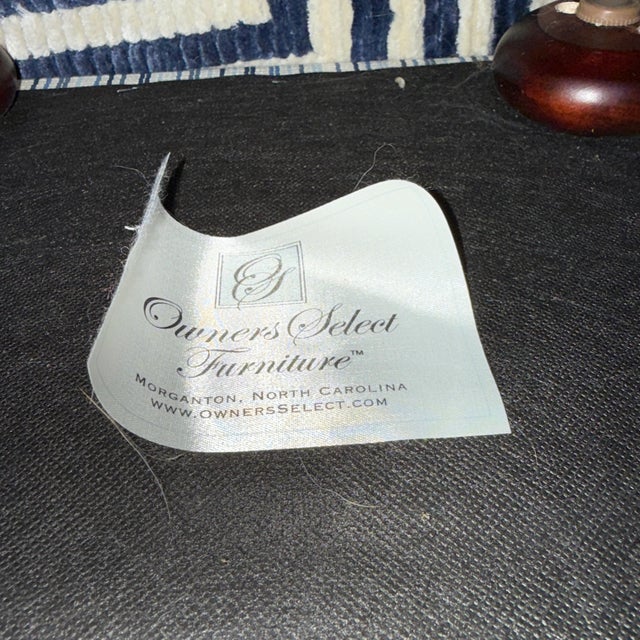 OS
Owners Select
Furniture™
MORGANTON, NORTH CAROLINA
WWW.OWNERSSELECT.COM